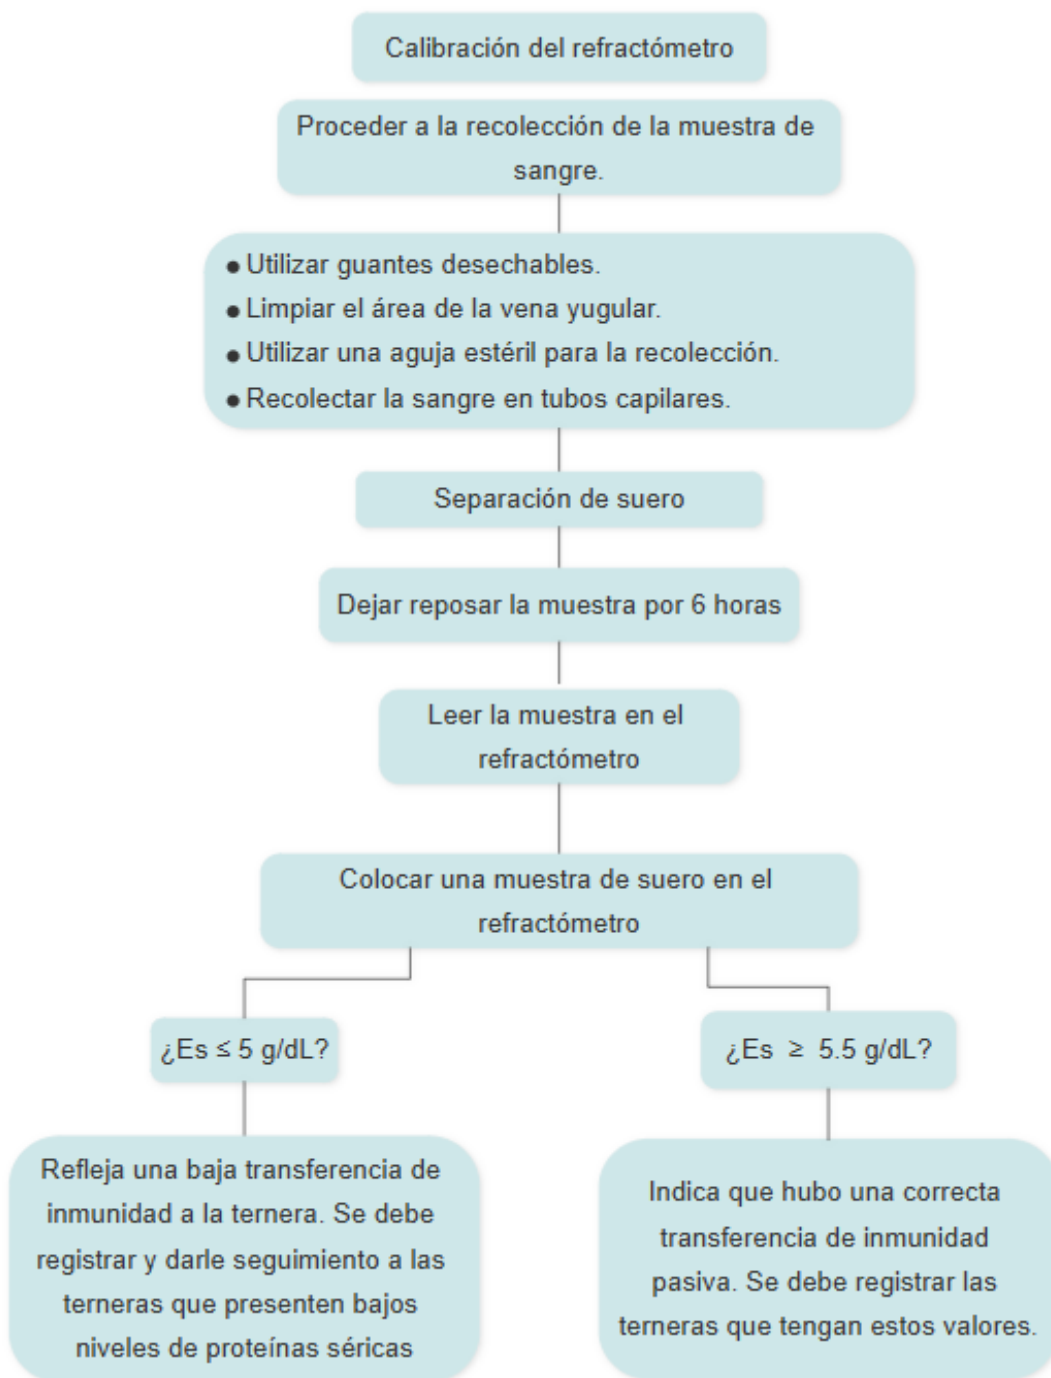 Calibración del refractómetro
Proceder a la recolección de la muestra de
sangre.
● Utilizar guantes desechables.
● Limpiar el área de la vena yugular.
● Utilizar una aguja estéril para la recolección.
● Recolectar la sangre en tubos capilares.
Separación de suero
Dejar reposar la muestra por 6 horas
Leer la muestra en el
refractómetro
Colocar una muestra de suero en el
refractómetro
¿Es ≤ 5 g/dL?
¿Es ≥ 5.5 g/dL?
Refleja una baja transferencia de
inmunidad a la ternera. Se debe
registrar y darle seguimiento a las
terneras que presenten bajos
niveles de proteínas séricas
Indica que hubo una correcta
transferencia de inmunidad
pasiva. Se debe registrar las
terneras que tengan estos valores.